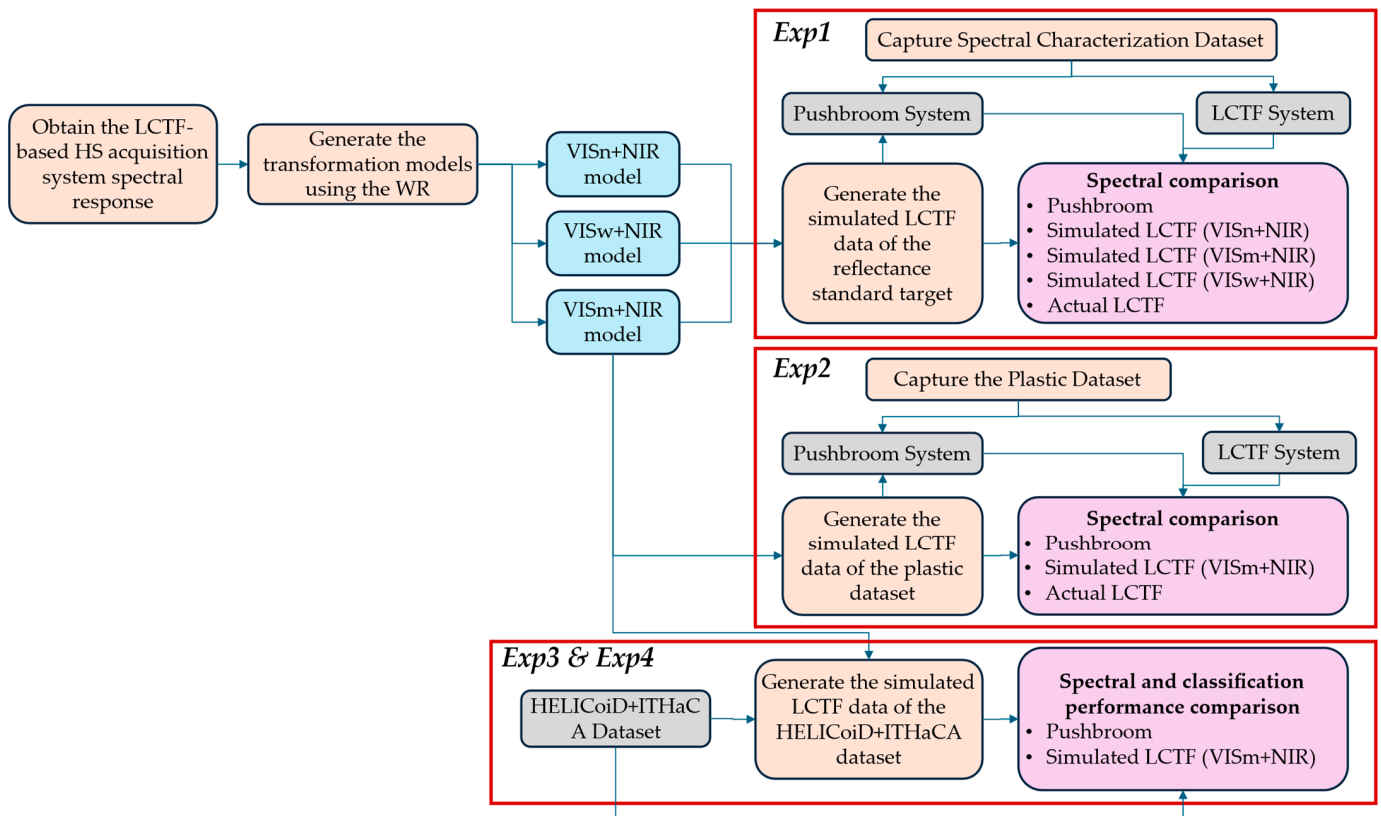 Obtain the LCTF-
based HS acquisition
system spectral
response
Generate the
transformation models
using the WR
VISn+NIR
model
VISw+NIR
model
VISm+NIR
model
Exp1
Capture Spectral Characterization Dataset
Pushbroom System
LCTF System
Generate the
simulated LCTF
data of the
reflectance
standard target
Spectral comparison
• Pushbroom
• Simulated LCTF (VISn+NIR)
• Simulated LCTF (VISm+NIR)
• Simulated LCTF (VISw+NIR)
• Actual LCTF
Exp2
Capture the Plastic Dataset
Pushbroom System
LCTF System
Generate the
simulated LCTF
data of the plastic
dataset
Spectral comparison
• Pushbroom
• Simulated LCTF (VISm+NIR)
• Actual LCTF
Exp3 & Exp4
HELICoiD+ITHaC
A Dataset
Generate the simulated
LCTF data of the
HELICoiD+ITHaCA
dataset
Spectral and classification
performance comparison
• Pushbroom
• Simulated LCTF (VISm+NIR)